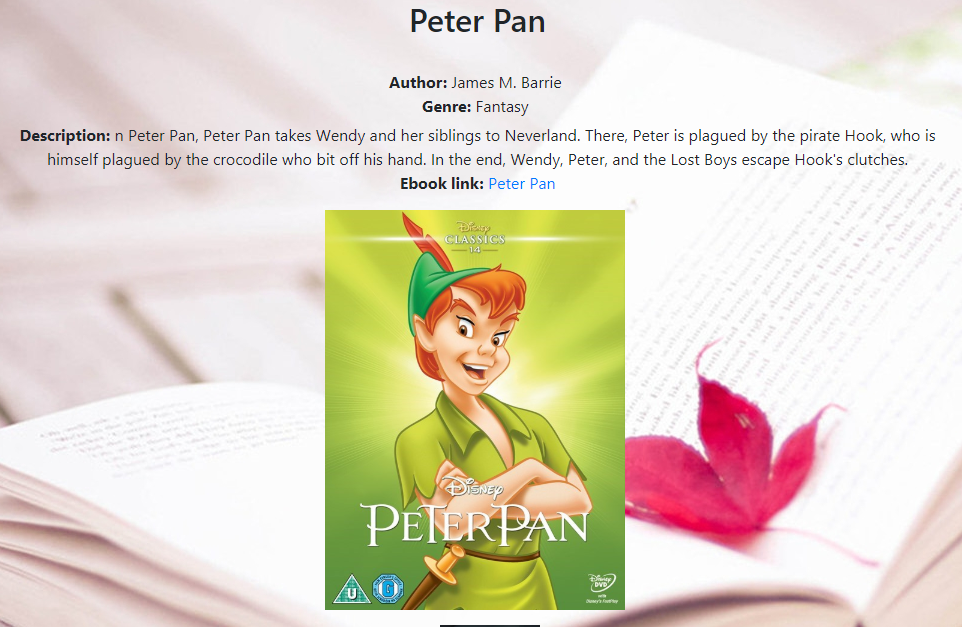 Peter Pan
Author: James M. Barrie
Genre: Fantasy
Description: n Peter Pan, Peter Pan takes Wendy and her siblings to Neverland. There, Peter is plagued by the pirate Hook, who is
himself plagued by the crocodile who bit off his hand. In the end, Wendy, Peter, and the Lost Boys escape Hook's clutches.
Ebook link: Peter Pan
Disney
CLASSICS
14
Disney
PETER PAN
U
Disney
DVD